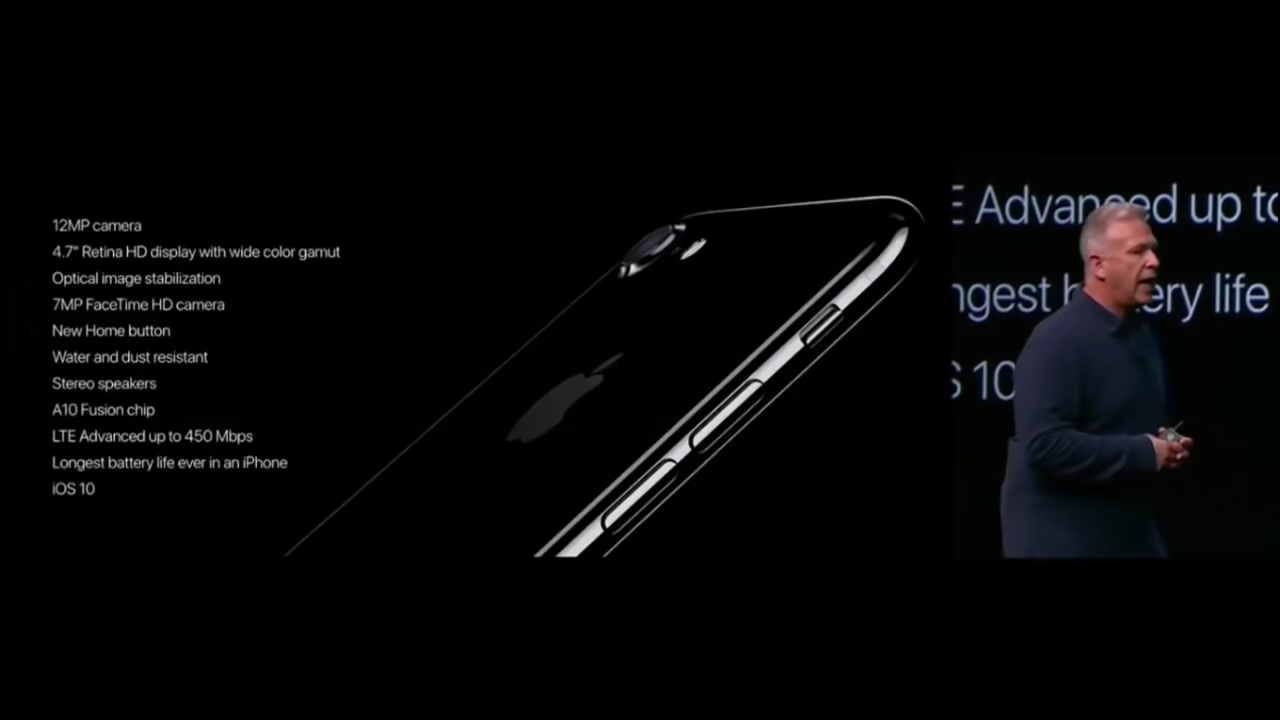 12MP camera
4.7" Retina HD display with wide color gamut
Optical image stabilization
7MP FaceTime HD camera
New Home button
Water and dust resistant
Stereo speakers
A10 Fusion chip
LTE Advanced up to 450 Mbps
Longest battery life ever in an iPhone
iOS 10
E Advanced up to
ngest battery life
S 10